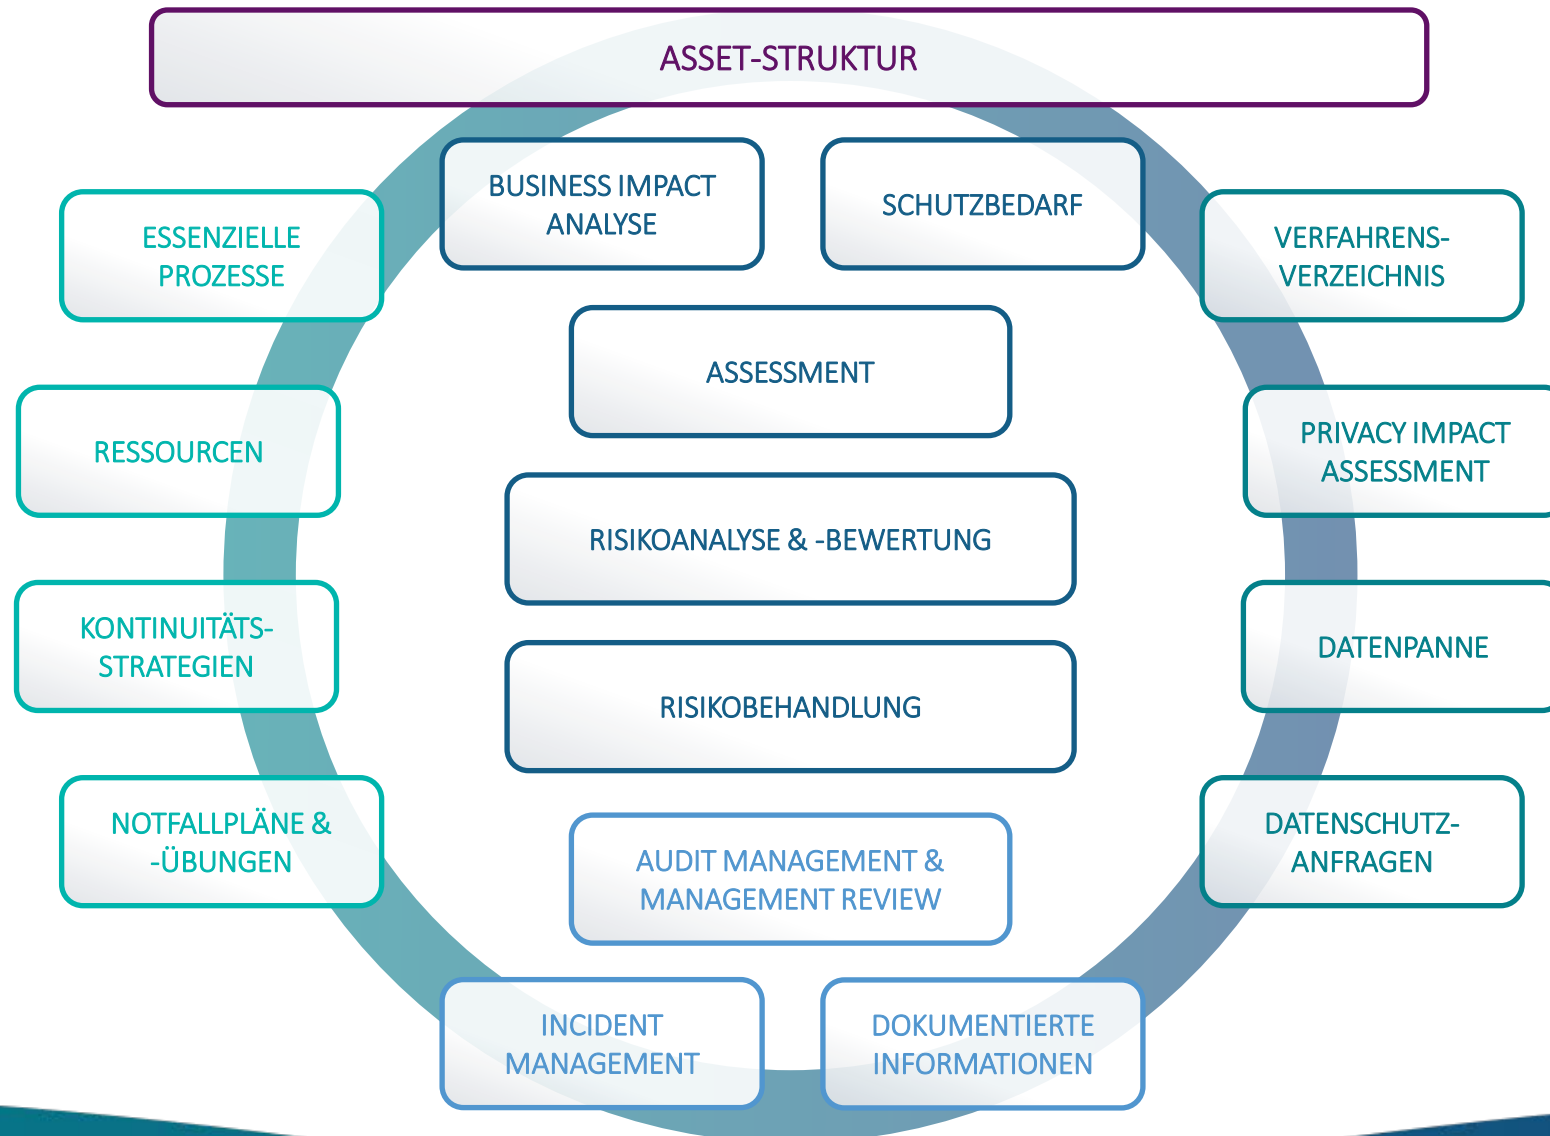 ASSET-STRUKTUR
BUSINESS IMPACT
ANALYSE
SCHUTZBEDARF
ESSENZIELLE
PROZESSE
VERFAHRENS-
VERZEICHNIS
ASSESSMENT
RESSOURCEN
PRIVACY IMPACT
ASSESSMENT
RISIKOANALYSE & -BEWERTUNG
KONTINUITÄTS-
STRATEGIEN
DATENPANNE
RISIKOBEHANDLUNG
NOTFALLPLÄNE &
-ÜBUNGEN
DATENSCHUTZ-
ANFRAGEN
AUDIT MANAGEMENT &
MANAGEMENT REVIEW
INCIDENT
MANAGEMENT
DOKUMENTIERTE
INFORMATIONEN